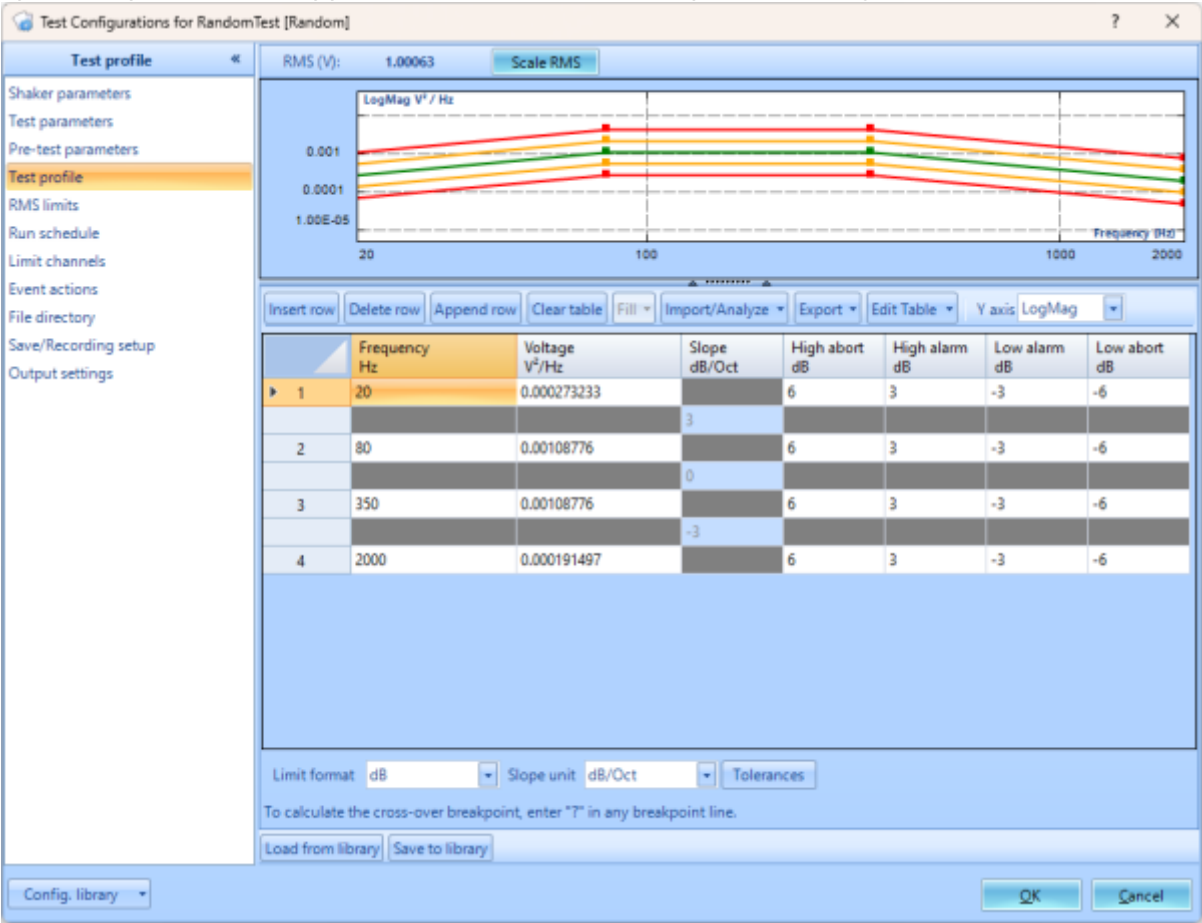 Test Configurations for RandomTest [Random] ? ✕
Test profile «
Shaker parameters
Test parameters
Pre-test parameters
Test profile
RMS limits
Run schedule
Limit channels
Event actions
File directory
Save/Recording setup
Output settings
RMS (V): 1.00063 Scale RMS
LogMag V² / Hz
0.001
0.0001
1.00E-05
Frequency (Hz)
20 100 1000 2000
Insert row Delete row Append row Clear table Fill Import/Analyze Export Edit Table Y axis LogMag
Frequency Voltage Slope High abort High alarm Low alarm Low abort
Hz V²/Hz dB/Oct dB dB dB dB
1 20 0.000273233 6 3 -3 -6
3
2 80 0.00108776 6 3 -3 -6
0
3 350 0.00108776 6 3 -3 -6
-3
4 2000 0.000191497 6 3 -3 -6
Limit format dB Slope unit dB/Oct Tolerances
To calculate the cross-over breakpoint, enter "?" in any breakpoint line.
Load from library Save to library
Config. library OK Cancel